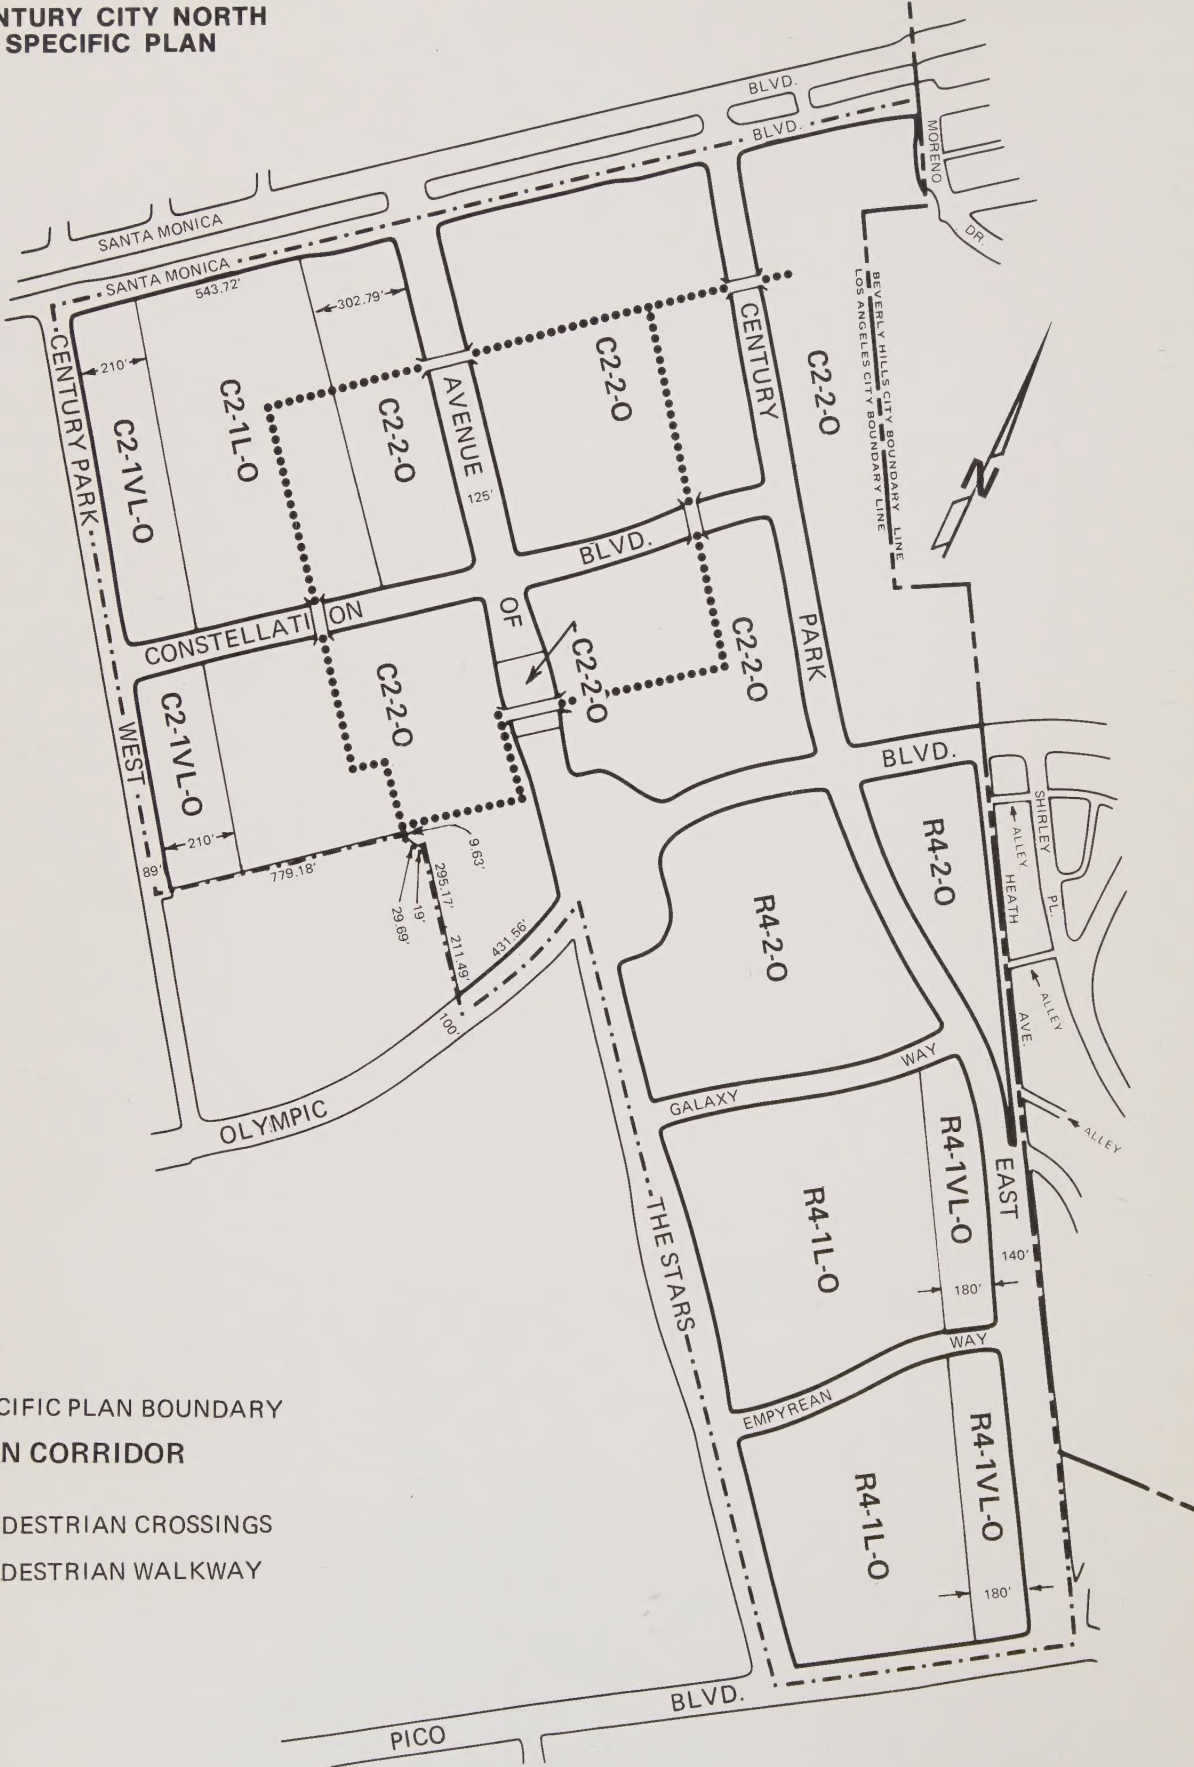 NTURY CITY NORTH
SPECIFIC PLAN
BLVD.
BLVD.
MORENO
DR.
SANTA MONICA
SANTA MONICA
543.72'
302.79'
210'
CENTURY PARK
WEST
C2-1VL-O
C2-1L-O
C2-2-O
AVENUE
125'
OF
THE STARS
C2-2-O
CENTURY
PARK
EAST
140'
C2-2-O
BEVERLY HILLS CITY BOUNDARY LINE
LOS ANGELES CITY BOUNDARY LINE
N
CONSTELLATION
BLVD.
C2-1VL-O
C2-2-O
C2-2-O
C2-2-O
210'
89'
779.18'
9.63'
19'
29.69'
295.17'
211.49'
431.56'
100'
OLYMPIC
BLVD.
R4-2-O
R4-2-O
ALLEY
HEATH
AVE.
SHIRLEY
PL.
ALLEY
ALLEY
GALAXY
WAY
R4-1L-O
R4-1VL-O
180'
EMPYREAN
WAY
R4-1L-O
R4-1VL-O
180'
CIFIC PLAN BOUNDARY
N CORRIDOR
DESTRIAN CROSSINGS
DESTRIAN WALKWAY
PICO
BLVD.